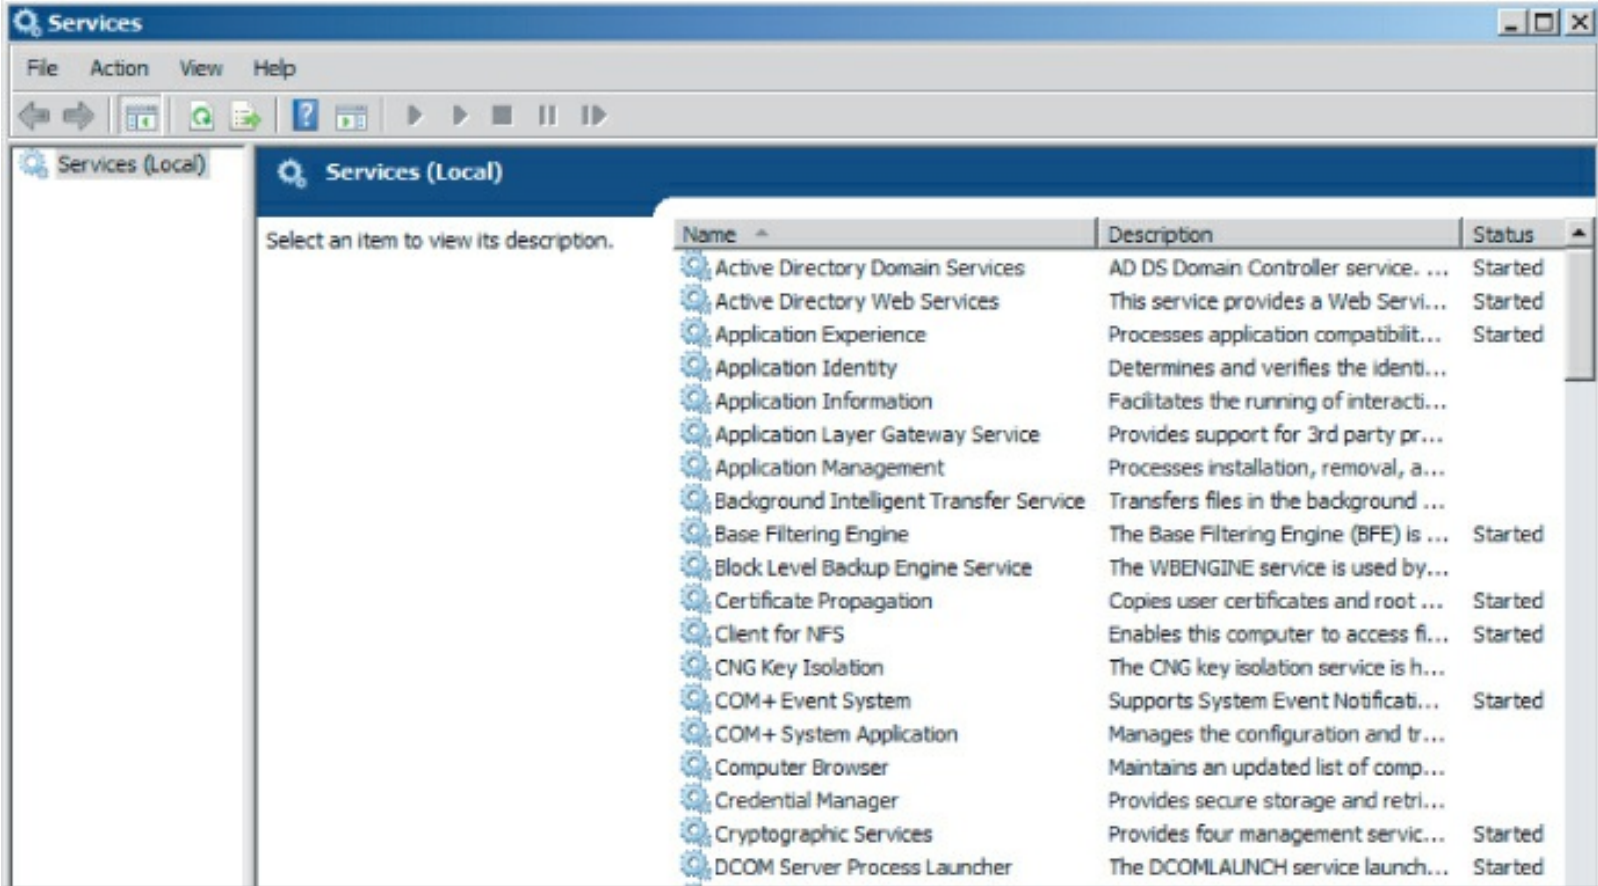 Services
File Action View Help
Services (Local)
Services (Local)
Select an item to view its description.
Name Description Status
Active Directory Domain Services AD DS Domain Controller service. ... Started
Active Directory Web Services This service provides a Web Servi... Started
Application Experience Processes application compatibilit... Started
Application Identity Determines and verifies the identi...
Application Information Facilitates the running of interacti...
Application Layer Gateway Service Provides support for 3rd party pr...
Application Management Processes installation, removal, a...
Background Intelligent Transfer Service Transfers files in the background ...
Base Filtering Engine The Base Filtering Engine (BFE) is ... Started
Block Level Backup Engine Service The WBENGINE service is used by...
Certificate Propagation Copies user certificates and root ... Started
Client for NFS Enables this computer to access fi... Started
CNG Key Isolation The CNG key isolation service is h...
COM+ Event System Supports System Event Notificati... Started
COM+ System Application Manages the configuration and tr...
Computer Browser Maintains an updated list of comp...
Credential Manager Provides secure storage and retri...
Cryptographic Services Provides four management servic... Started
DCOM Server Process Launcher The DCOMLAUNCH service launch... Started